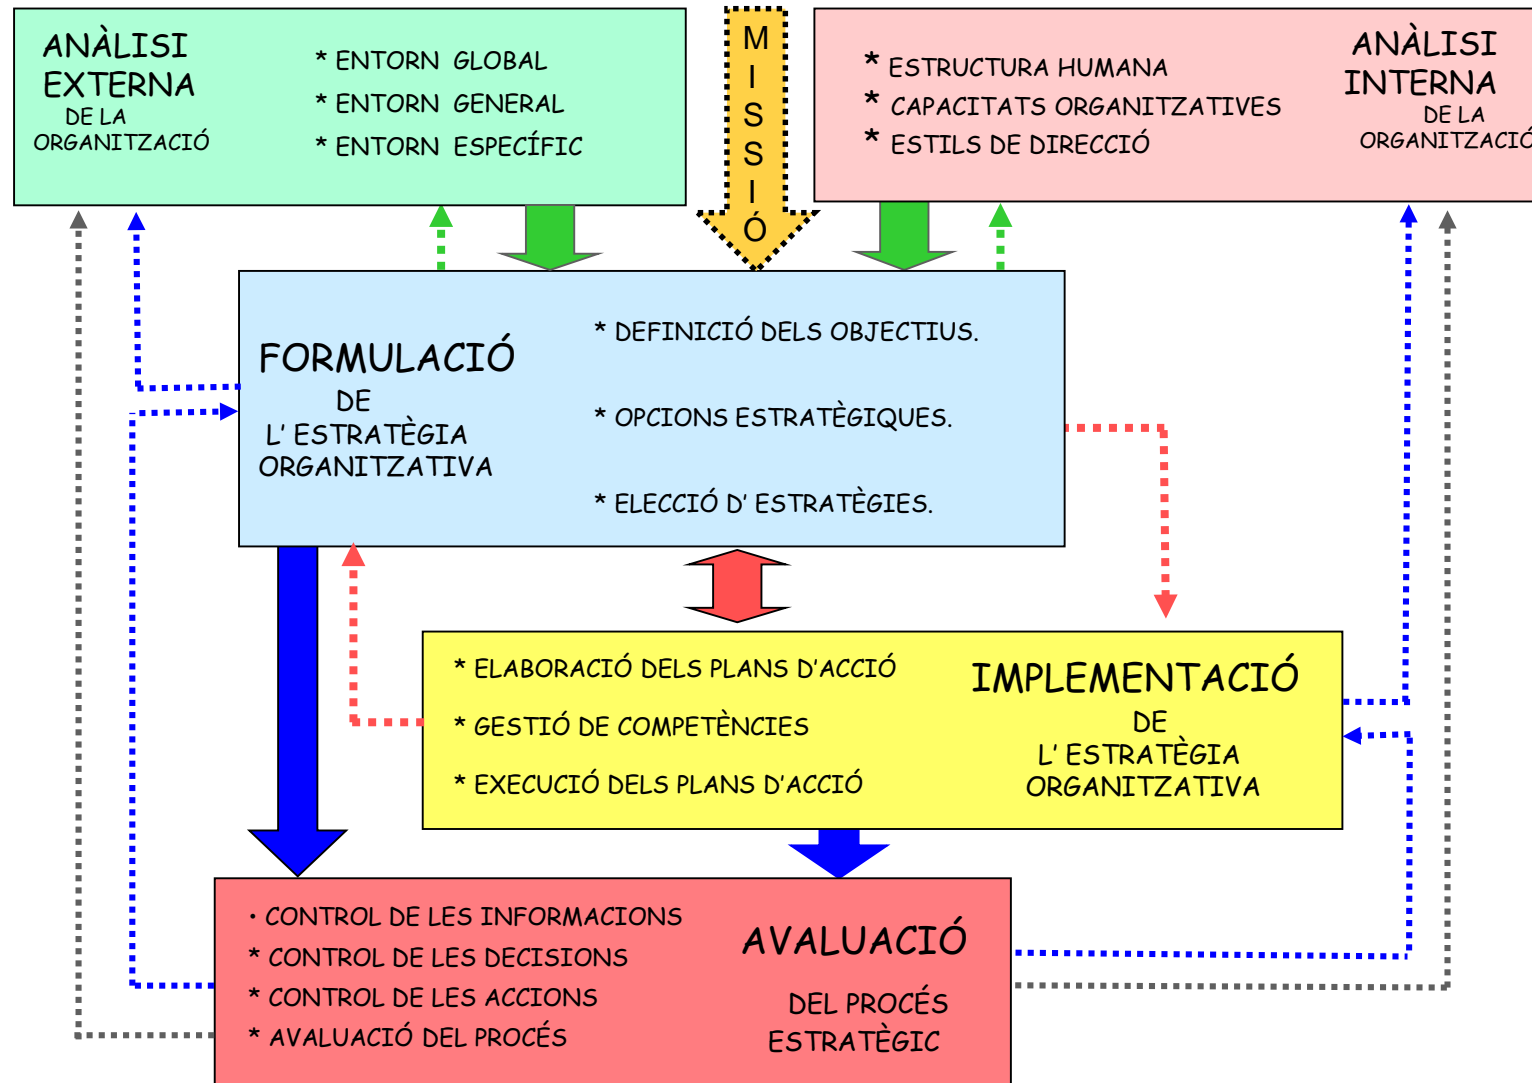 ANÀLISI
EXTERNA
DE LA
ORGANITZACIÓ
* ENTORN GLOBAL
* ENTORN GENERAL
* ENTORN ESPECÍFIC
M
I
S
S
I
Ó
* ESTRUCTURA HUMANA
* CAPACITATS ORGANITZATIVES
* ESTILS DE DIRECCIÓ
ANÀLISI
INTERNA
DE LA
ORGANITZACIÓ
FORMULACIÓ
DE
L' ESTRATÈGIA
ORGANITZATIVA
* DEFINICIÓ DELS OBJECTIUS.
* OPCIONS ESTRATÈGIQUES.
* ELECCIÓ D' ESTRATÈGIES.
* ELABORACIÓ DELS PLANS D'ACCIÓ
* GESTIÓ DE COMPETÈNCIES
* EXECUCIÓ DELS PLANS D'ACCIÓ
IMPLEMENTACIÓ
DE
L' ESTRATÈGIA
ORGANITZATIVA
· CONTROL DE LES INFORMACIONS
* CONTROL DE LES DECISIONS
* CONTROL DE LES ACCIONS
* AVALUACIÓ DEL PROCÉS
AVALUACIÓ
DEL PROCÉS
ESTRATÈGIC